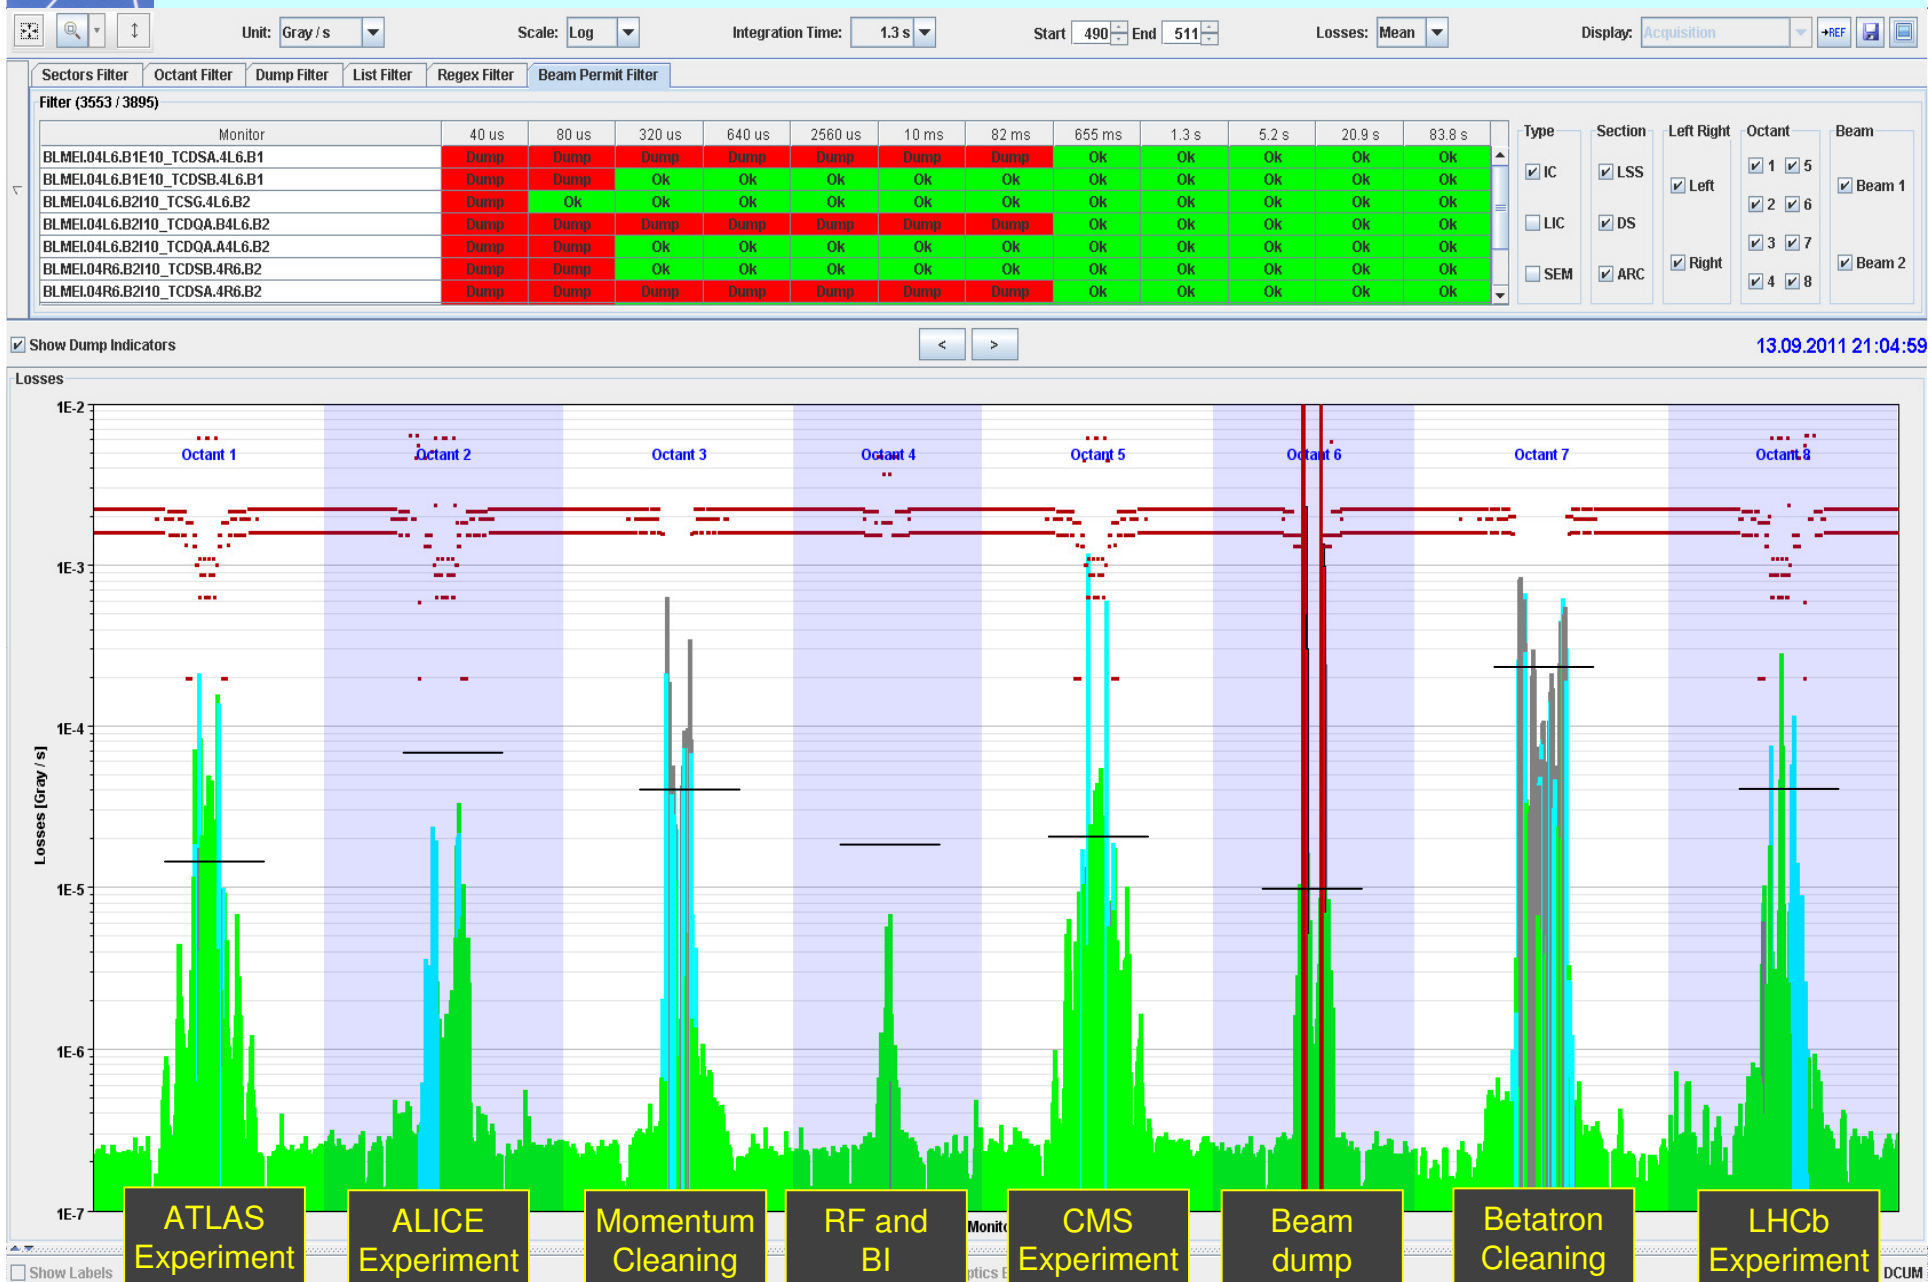 Unit: Gray / s Scale: Log Integration Time: 1.3 s Start 490 End 511 Losses: Mean Display: Acquisition →REF
Sectors Filter Octant Filter Dump Filter List Filter Regex Filter Beam Permit Filter
Filter (3553 / 3895)
Monitor 40 us 80 us 320 us 640 us 2560 us 10 ms 82 ms 655 ms 1.3 s 5.2 s 20.9 s 83.8 s
BLMEI.04L6.B1E10_TCDSA.4L6.B1 Dump Dump Dump Dump Dump Dump Dump Ok Ok Ok Ok Ok
BLMEI.04L6.B1E10_TCDSB.4L6.B1 Dump Dump Ok Ok Ok Ok Ok Ok Ok Ok Ok Ok
BLMEI.04L6.B2I10_TCSG.4L6.B2 Dump Ok Ok Ok Ok Ok Ok Ok Ok Ok Ok Ok
BLMEI.04L6.B2I10_TCDQA.B4L6.B2 Dump Dump Dump Dump Dump Dump Dump Ok Ok Ok Ok Ok
BLMEI.04L6.B2I10_TCDQA.A4L6.B2 Dump Dump Ok Ok Ok Ok Ok Ok Ok Ok Ok Ok
BLMEI.04R6.B2I10_TCDSB.4R6.B2 Dump Dump Ok Ok Ok Ok Ok Ok Ok Ok Ok Ok
BLMEI.04R6.B2I10_TCDSA.4R6.B2 Dump Dump Dump Dump Dump Dump Dump Ok Ok Ok Ok Ok
Type Section Left Right Octant Beam
IC LSS Left 1 5 Beam 1
2 6
LIC DS 3 7
Right Beam 2
SEM ARC 4 8
Show Dump Indicators < > 13.09.2011 21:04:59
Losses
1E-2
Octant 1 Octant 2 Octant 3 Octant 4 Octant 5 Octant 6 Octant 7 Octant 8
1E-3
1E-4
Losses [Gray / s]
1E-5
1E-6
1E-7
ATLAS
Experiment
ALICE
Experiment
Momentum
Cleaning
RF and
BI
CMS
Experiment
Beam
dump
Betatron
Cleaning
LHCb
Experiment
Show Labels DCUM